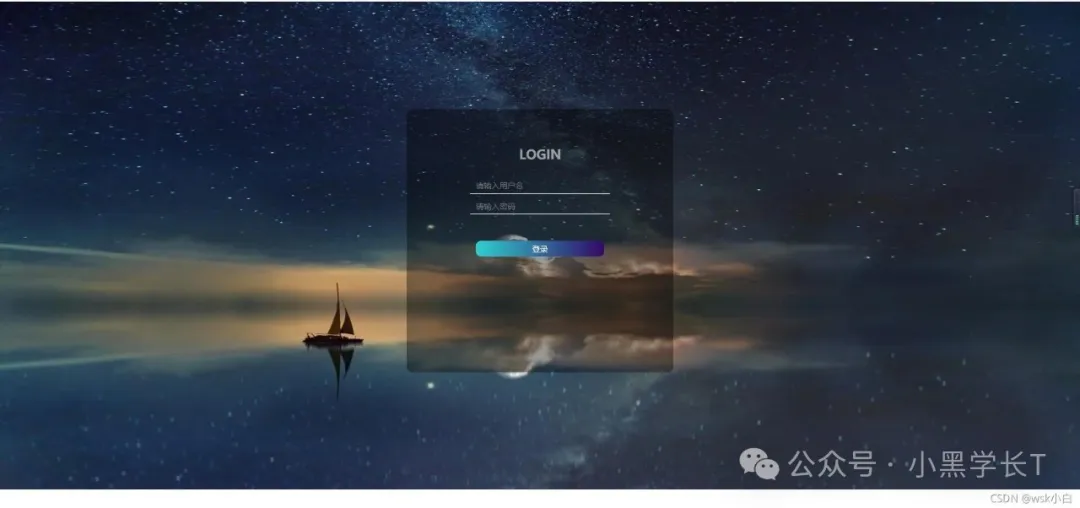 LOGIN
请输入用户名
请输入密码
登录
公众号 · 小黑学长T
CSDN @wsk小白